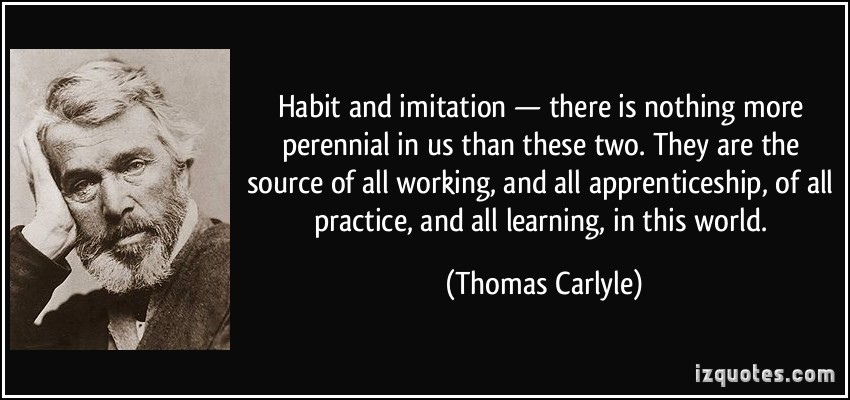 Habit and imitation — there is nothing more
perennial in us than these two. They are the
source of all working, and all apprenticeship, of all
practice, and all learning, in this world.
(Thomas Carlyle)
izquotes.com